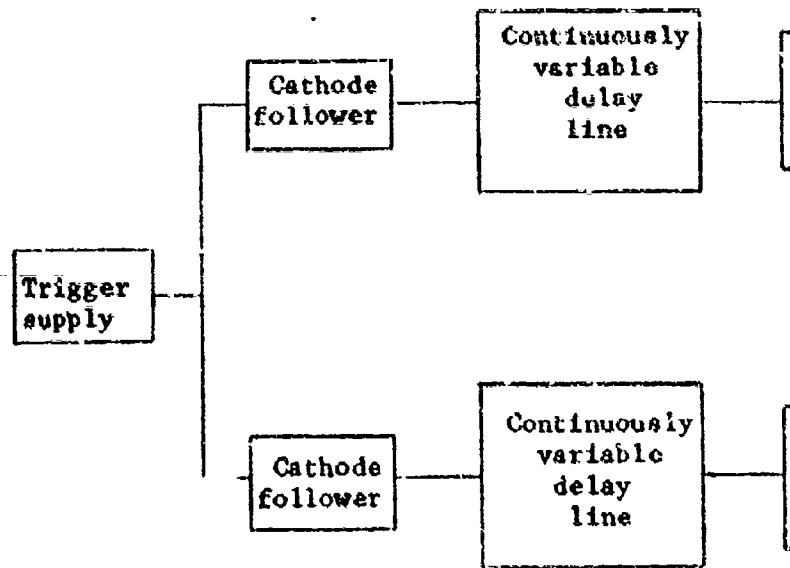 Cathode
follower
Continuously
variable
delay
line
Trigger
supply
Cathode
follower
Continuously
variable
delay
line